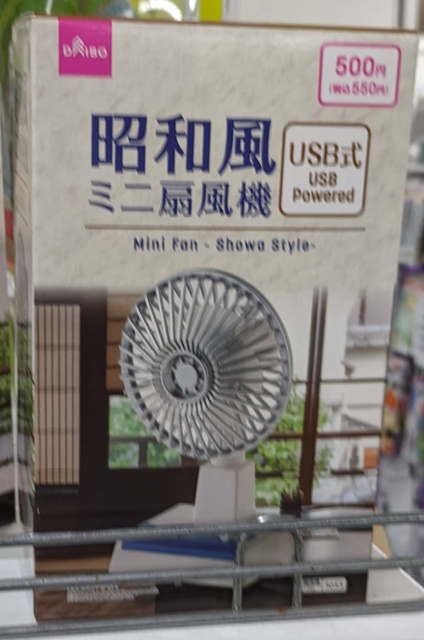 DAISO
500円
(税込550円)
昭和風
ミニ扇風機
USB式
USB
Powered
Mini Fan - Showa Style-